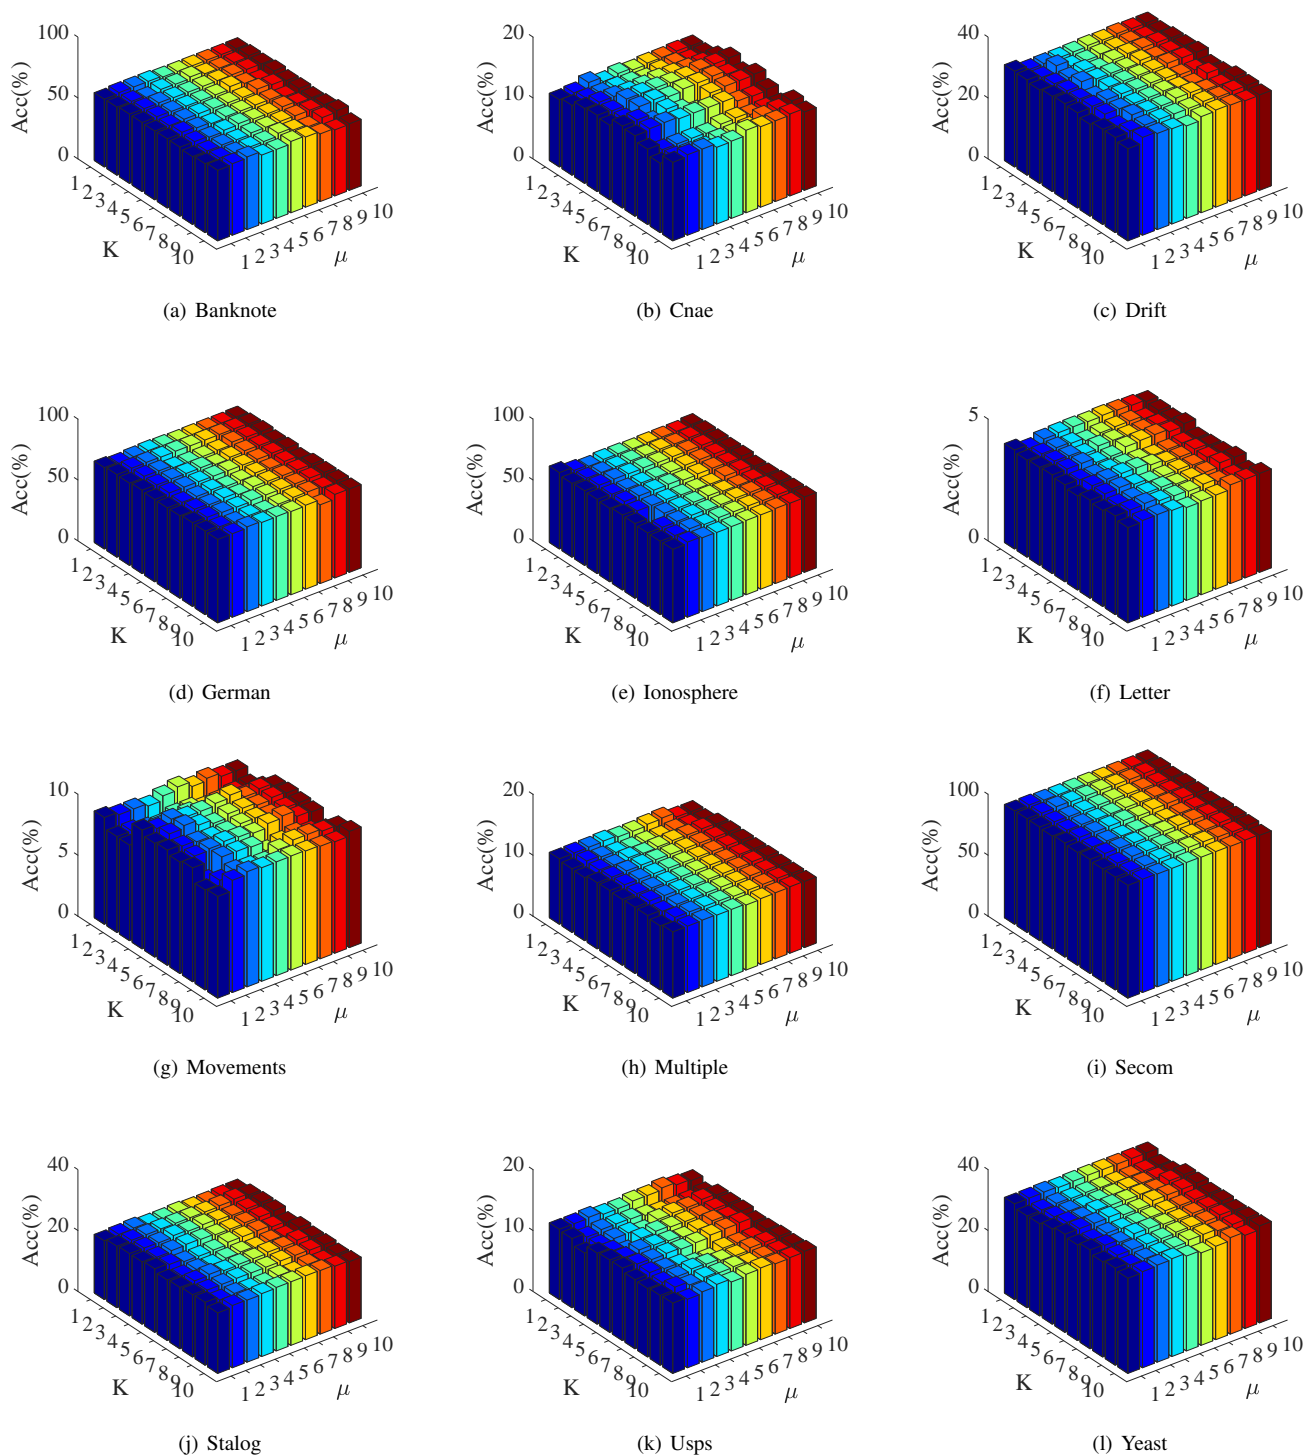 100
50
0
Acc(%)
1 2 3 4 5 6 7 8 9 10
K
1 2 3 4 5 6 7 8 9 10
μ
(a) Banknote
20
10
0
Acc(%)
1 2 3 4 5 6 7 8 9 10
K
1 2 3 4 5 6 7 8 9 10
μ
(b) Cnae
40
20
0
Acc(%)
1 2 3 4 5 6 7 8 9 10
K
1 2 3 4 5 6 7 8 9 10
μ
(c) Drift
100
50
0
Acc(%)
1 2 3 4 5 6 7 8 9 10
K
1 2 3 4 5 6 7 8 9 10
μ
(d) German
100
50
0
Acc(%)
1 2 3 4 5 6 7 8 9 10
K
1 2 3 4 5 6 7 8 9 10
μ
(e) Ionosphere
5
0
Acc(%)
1 2 3 4 5 6 7 8 9 10
K
1 2 3 4 5 6 7 8 9 10
μ
(f) Letter
10
5
0
Acc(%)
1 2 3 4 5 6 7 8 9 10
K
1 2 3 4 5 6 7 8 9 10
μ
(g) Movements
20
10
0
Acc(%)
1 2 3 4 5 6 7 8 9 10
K
1 2 3 4 5 6 7 8 9 10
μ
(h) Multiple
100
50
0
Acc(%)
1 2 3 4 5 6 7 8 9 10
K
1 2 3 4 5 6 7 8 9 10
μ
(i) Secom
40
20
0
Acc(%)
1 2 3 4 5 6 7 8 9 10
K
1 2 3 4 5 6 7 8 9 10
μ
(j) Stalog
20
10
0
Acc(%)
1 2 3 4 5 6 7 8 9 10
K
1 2 3 4 5 6 7 8 9 10
μ
(k) Usps
40
20
0
Acc(%)
1 2 3 4 5 6 7 8 9 10
K
1 2 3 4 5 6 7 8 9 10
μ
(l) Yeast